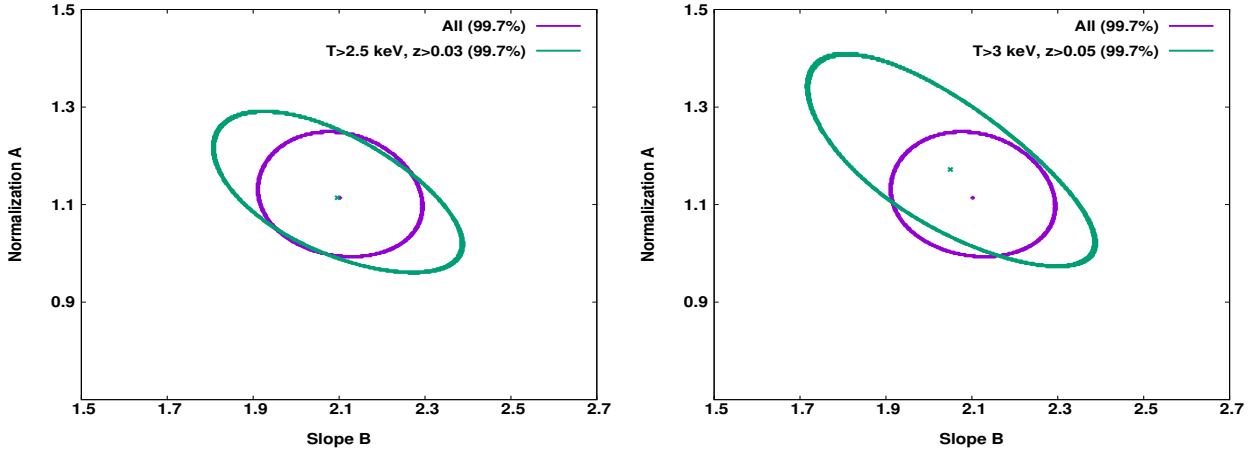 1.5
1.3
1.1
0.9
Normalization A
All (99.7%)
T>2.5 keV, z>0.03 (99.7%)
1.5 1.7 1.9 2.1 2.3 2.5 2.7
Slope B
1.5
1.3
1.1
0.9
Normalization A
All (99.7%)
T>3 keV, z>0.05 (99.7%)
1.5 1.7 1.9 2.1 2.3 2.5 2.7
Slope B